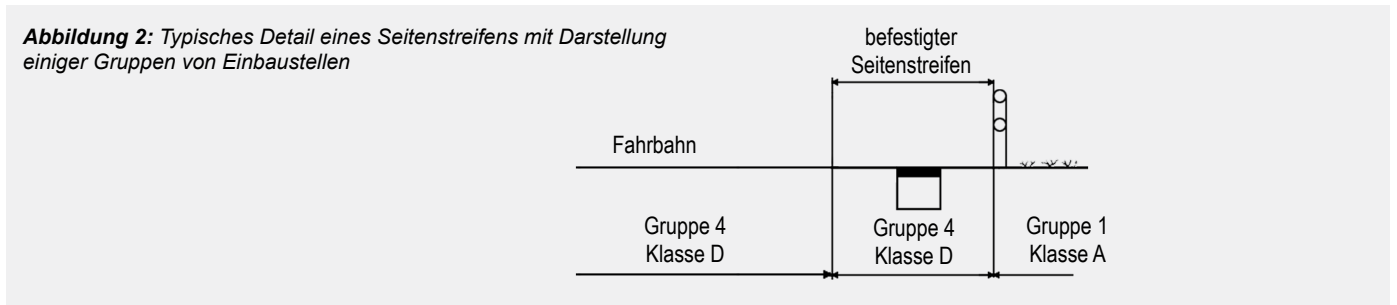 Abbildung 2: Typisches Detail eines Seitenstreifens mit Darstellung
einiger Gruppen von Einbaustellen
befestigter
Seitenstreifen
Fahrbahn
Gruppe 4
Klasse D
Gruppe 4
Klasse D
Gruppe 1
Klasse A